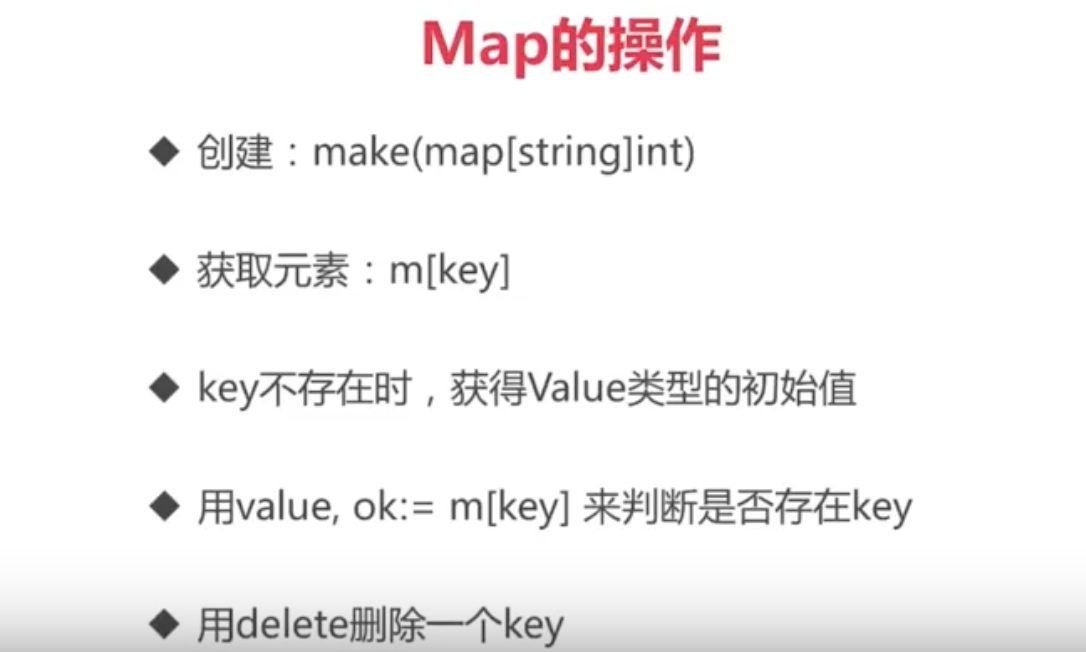 Map的操作
◆ 创建：make(map[string]int)
◆ 获取元素：m[key]
◆ key不存在时，获得Value类型的初始值
◆ 用value, ok:= m[key] 来判断是否存在key
◆ 用delete删除一个key